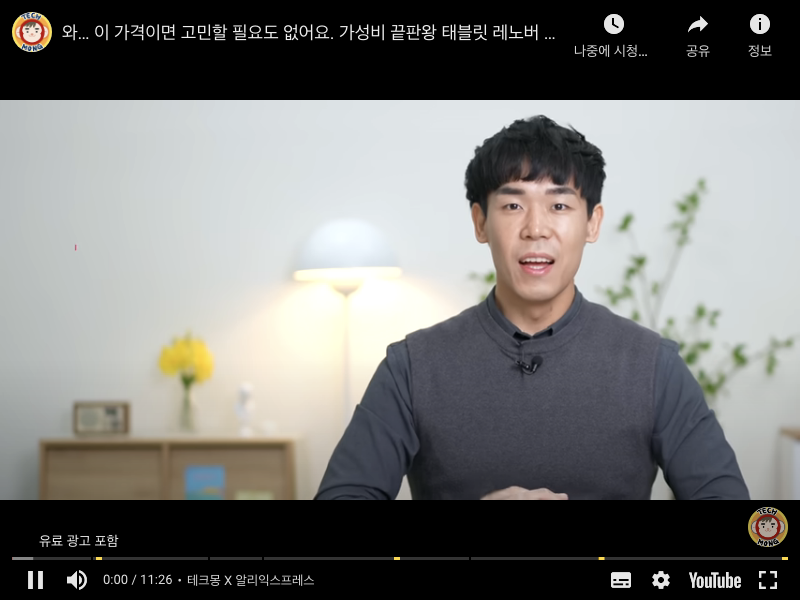 TECH
MONG
와... 이 가격이면 고민할 필요도 없어요. 가성비 끝판왕 태블릿 레노버 ...
나중에 시청...
공유
정보
TECH
MONG
유료 광고 포함
0:00 / 11:26 • 테크몽 X 알리익스프레스
YouTube